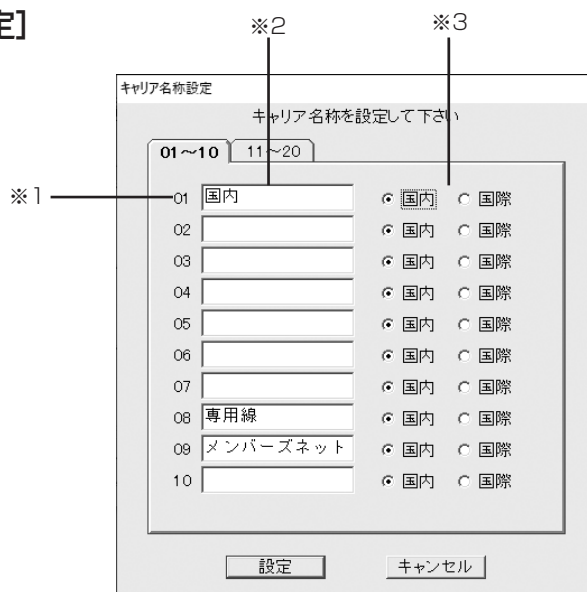 定]
※2 ※3
キャリア名称設定
キャリア名称を設定して下さい
01～10 11～20
※1
01 国内 国内 国際
02 国内 国際
03 国内 国際
04 国内 国際
05 国内 国際
06 国内 国際
07 国内 国際
08 専用線 国内 国際
09 メンバーズネット 国内 国際
10 国内 国際
設定 キャンセル